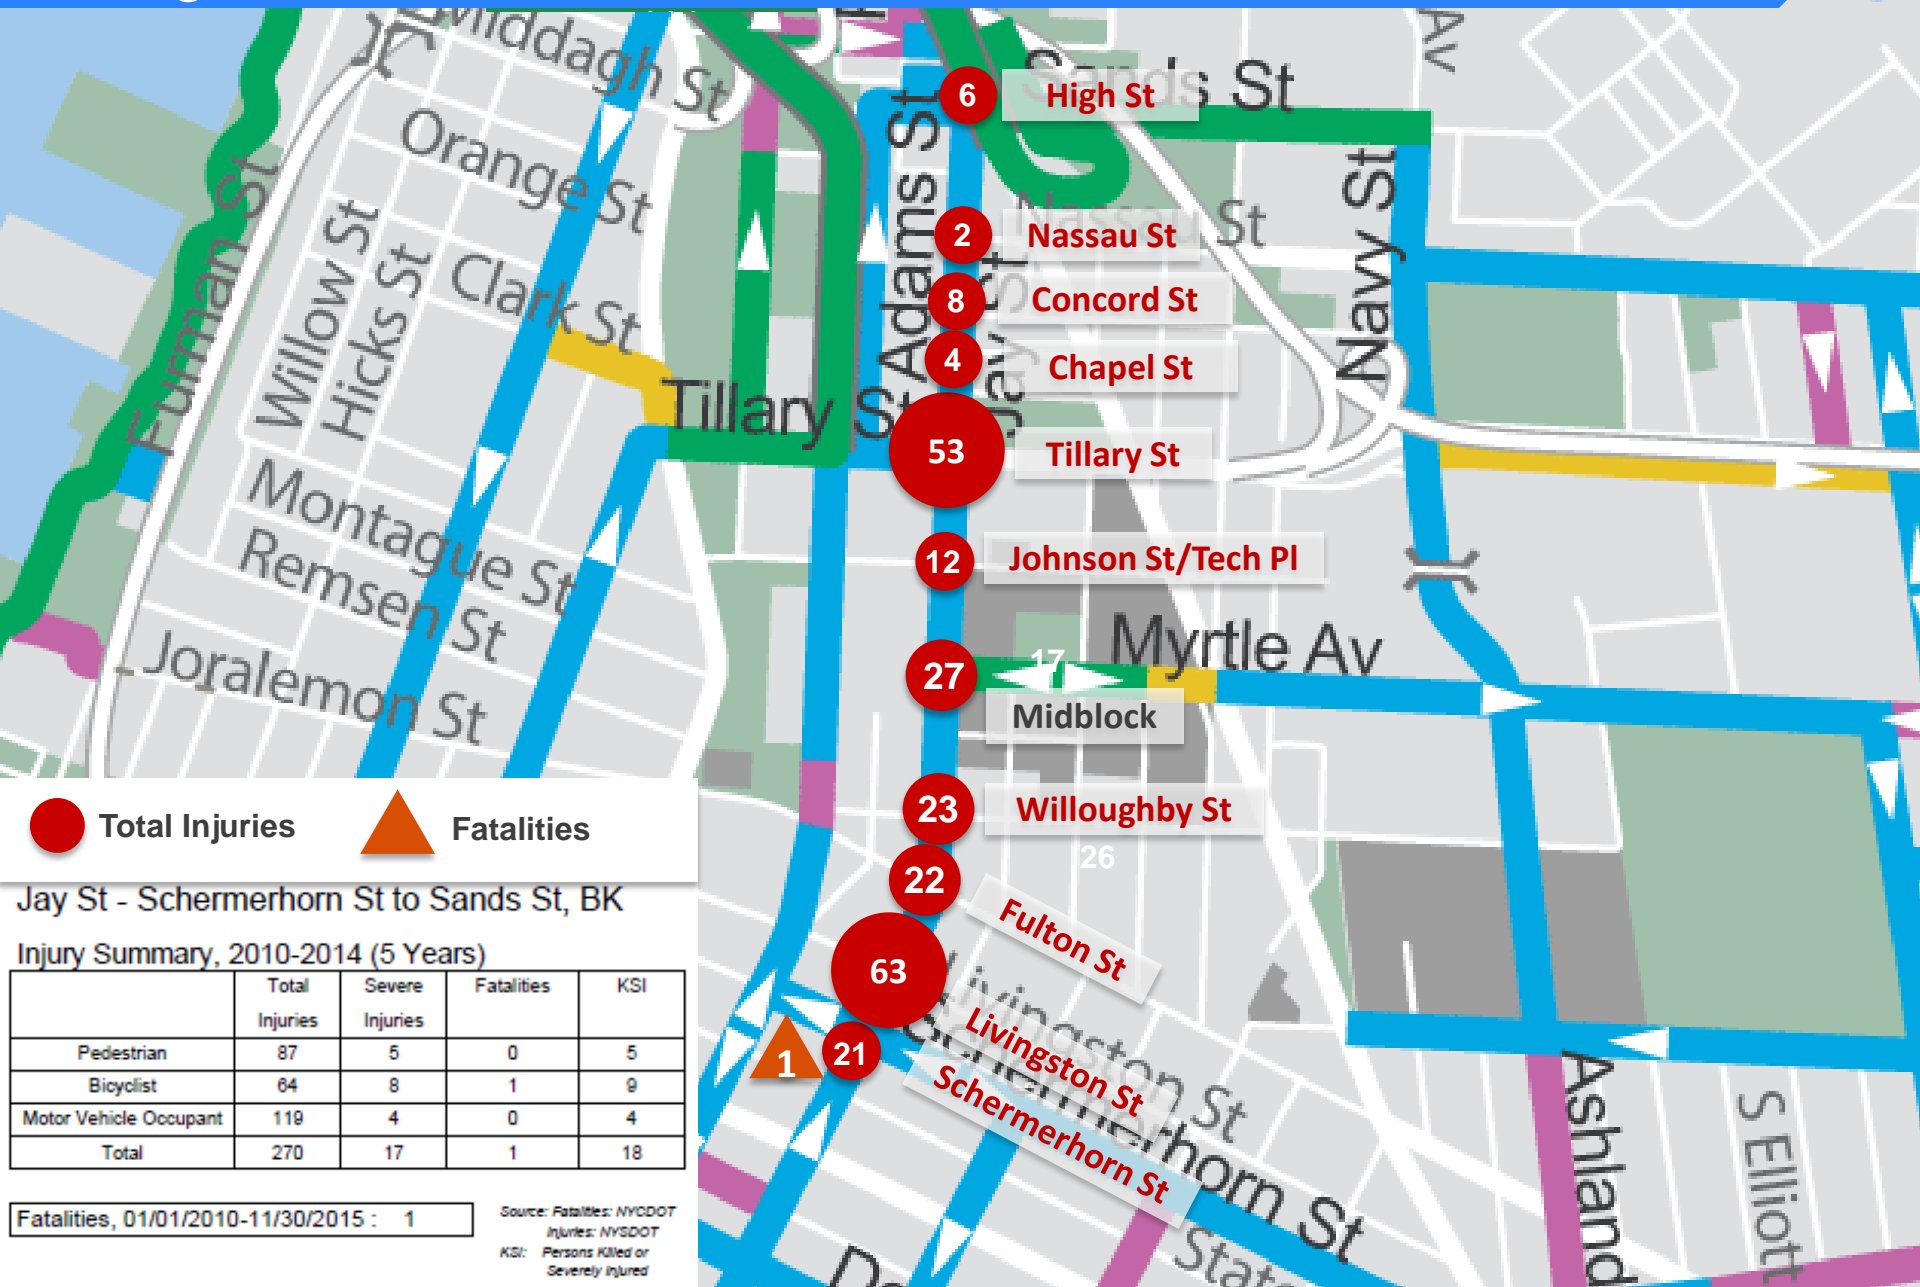 Middagh St
Av
Sands St
6
High St
Orange St
Adams St
Navy St
Furman St
Willow St
Hicks St
Clark St
2
Nassau St
Nassau St
Jay St
8
Concord St
4
Chapel St
Tillary St
53
Tillary St
Montague St
12
Johnson St/Tech Pl
Remsen St
Joralemon St
27
17
Myrtle Av
Midblock
Total Injuries
Fatalities
23
Willoughby St
22
26
Fulton St
63
Livingston St
Livingston St
1
21
Schermerhorn St
Schermerhorn St
Ashland
S Elliott
State
De
Jay St - Schermerhorn St to Sands St, BK
Injury Summary, 2010-2014 (5 Years)
Total Injuries Severe Injuries Fatalities KSI
Pedestrian 87 5 0 5
Bicyclist 64 8 1 9
Motor Vehicle Occupant 119 4 0 4
Total 270 17 1 18
Fatalities, 01/01/2010-11/30/2015 : 1
Source: Fatalities: NYCDOT
Injuries: NYSDOT
KSI: Persons Killed or
Severely Injured